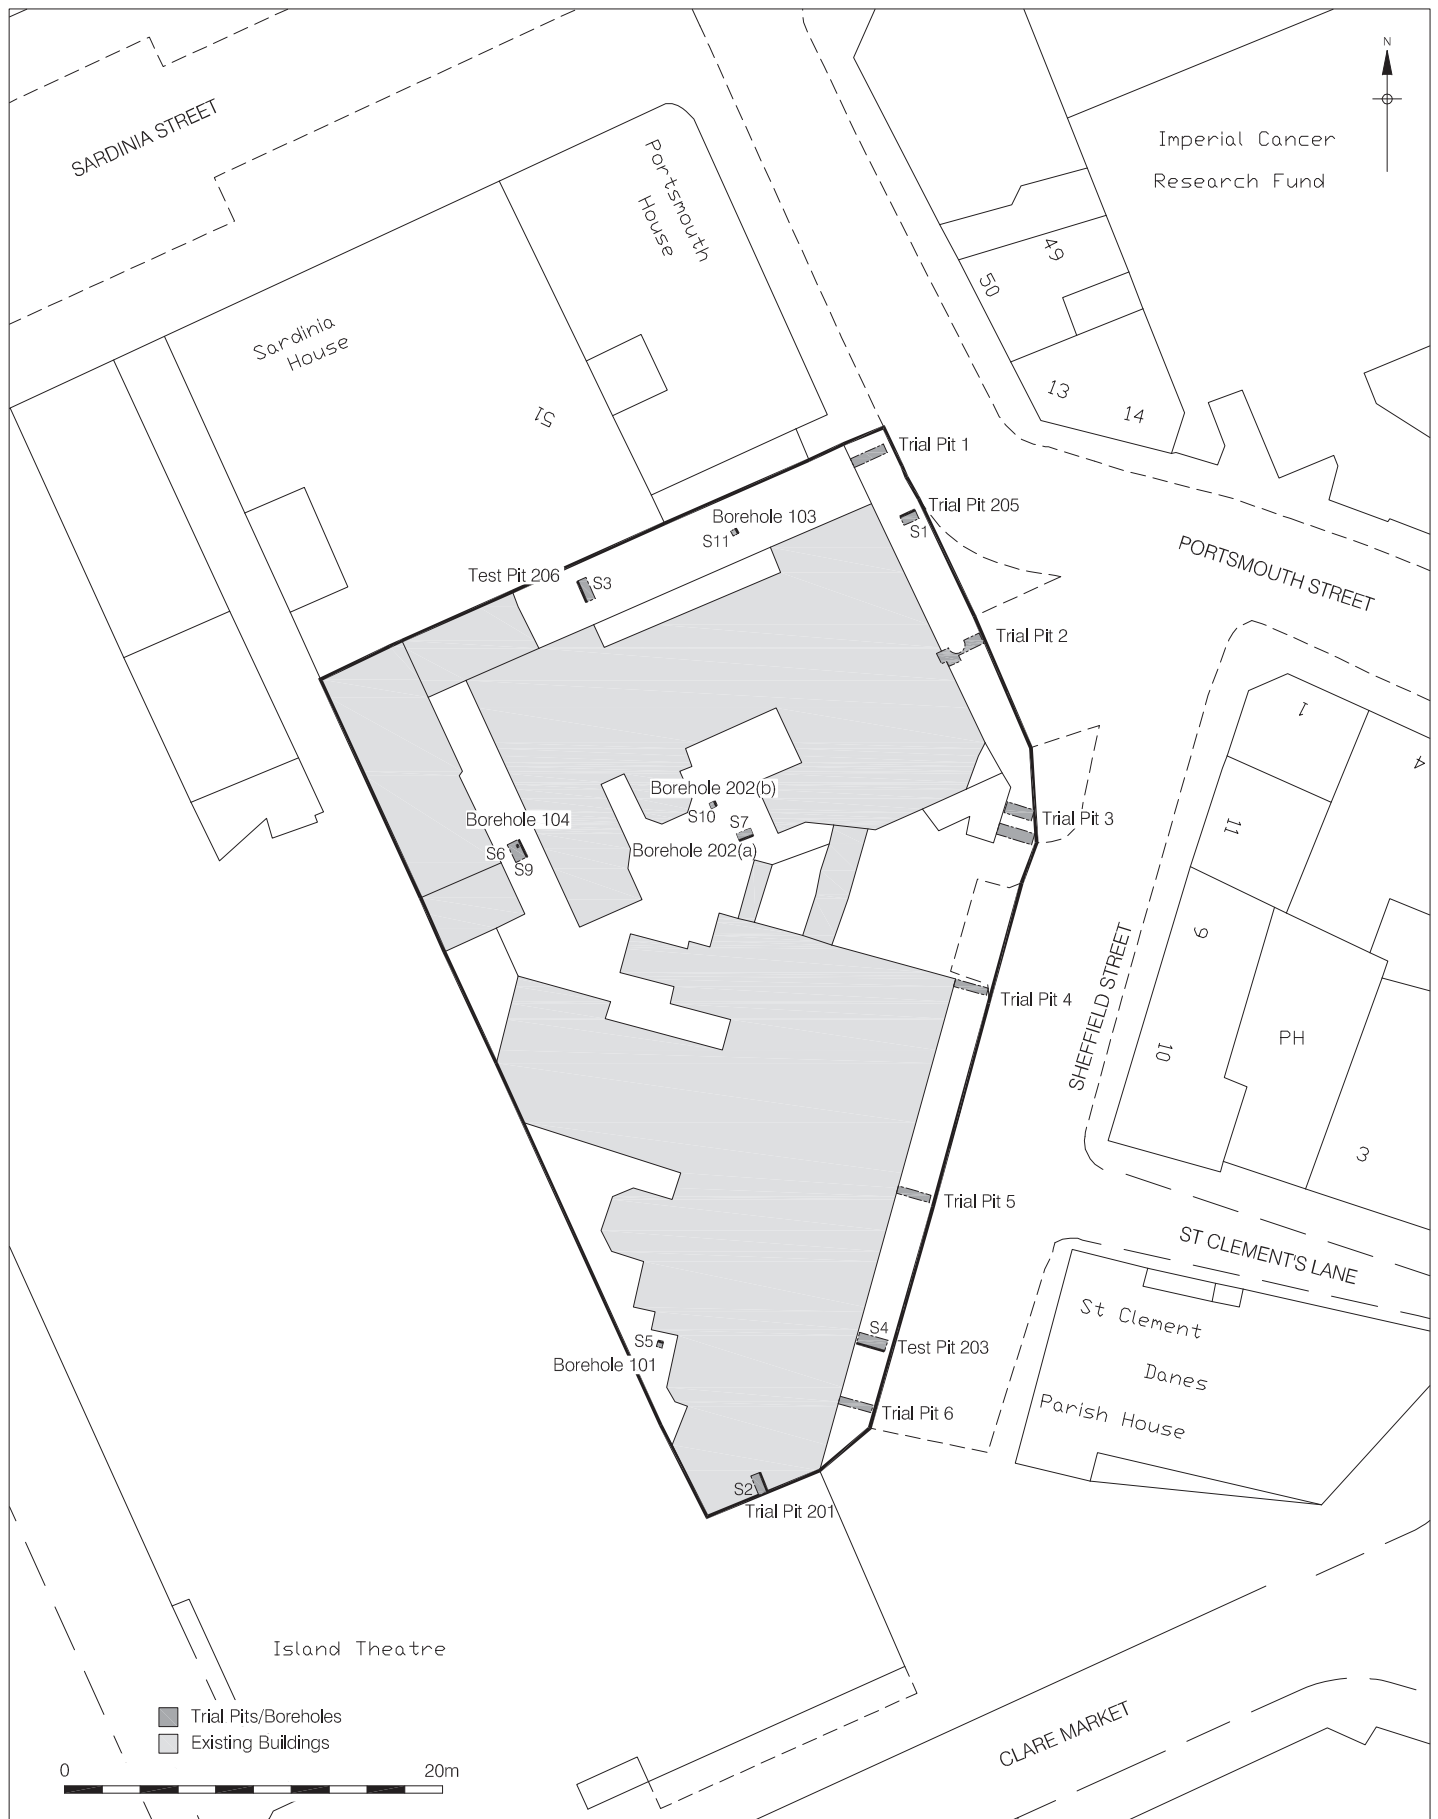 N
SARDINIA STREET
Imperial Cancer
Research Fund
Portsmouth
House
49
50
Sardinia
House
13
14
51
Trial Pit 1
Trial Pit 205
S1
Borehole 103
S11
PORTSMOUTH STREET
Test Pit 206
S3
Trial Pit 2
1
4
Borehole 202(b)
S10
S7
Borehole 202(a)
Trial Pit 3
11
Borehole 104
S6
S9
9
SHEFFIELD STREET
Trial Pit 4
PH
10
3
Trial Pit 5
ST CLEMENT'S LANE
St Clement
Danes
Parish House
S4
Test Pit 203
S5
Borehole 101
Trial Pit 6
S2
Trial Pit 201
Island Theatre
Trial Pits/Boreholes
Existing Buildings
CLARE MARKET
0
20m